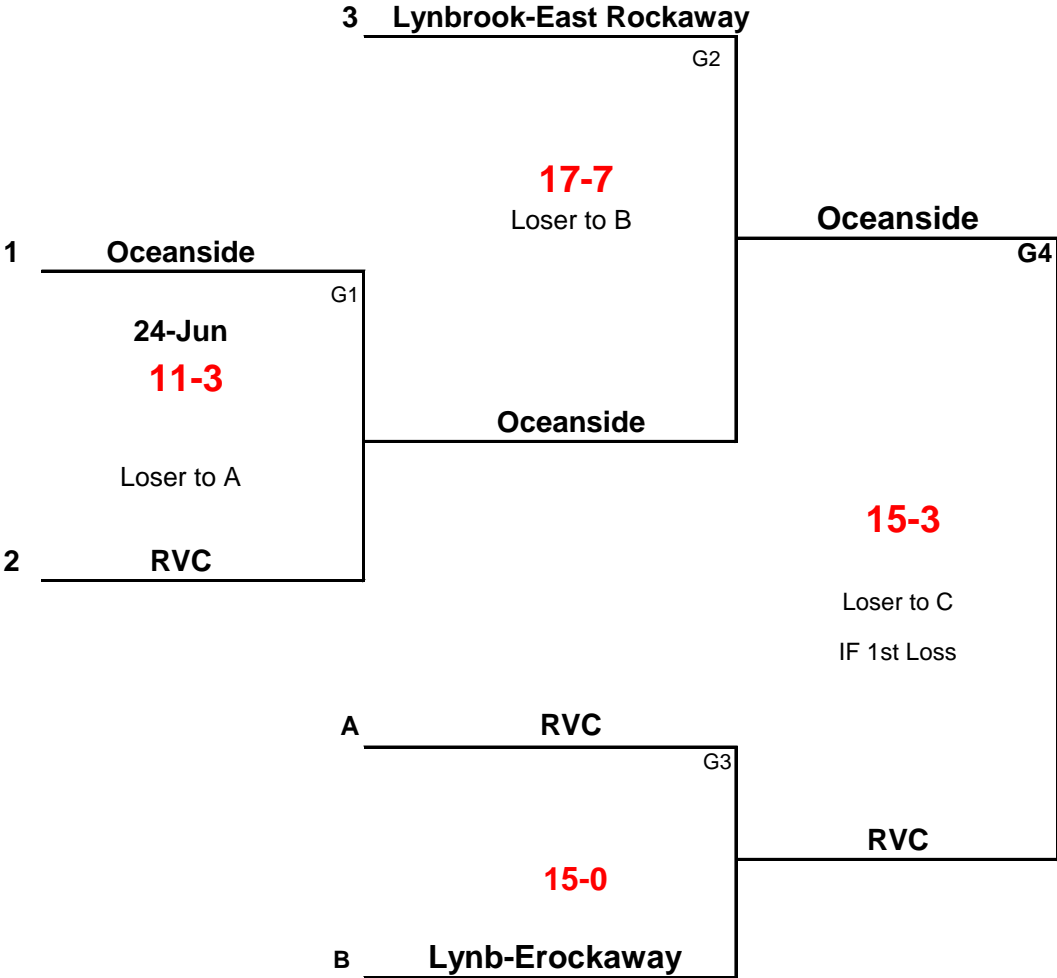 3 Lynbrook-East Rockaway
G2
17-7
Loser to B
Oceanside
G4
1 Oceanside
G1
24-Jun
11-3
Oceanside
Loser to A
15-3
2 RVC
Loser to C
IF 1st Loss
A RVC
G3
RVC
15-0
B Lynb-Erockaway